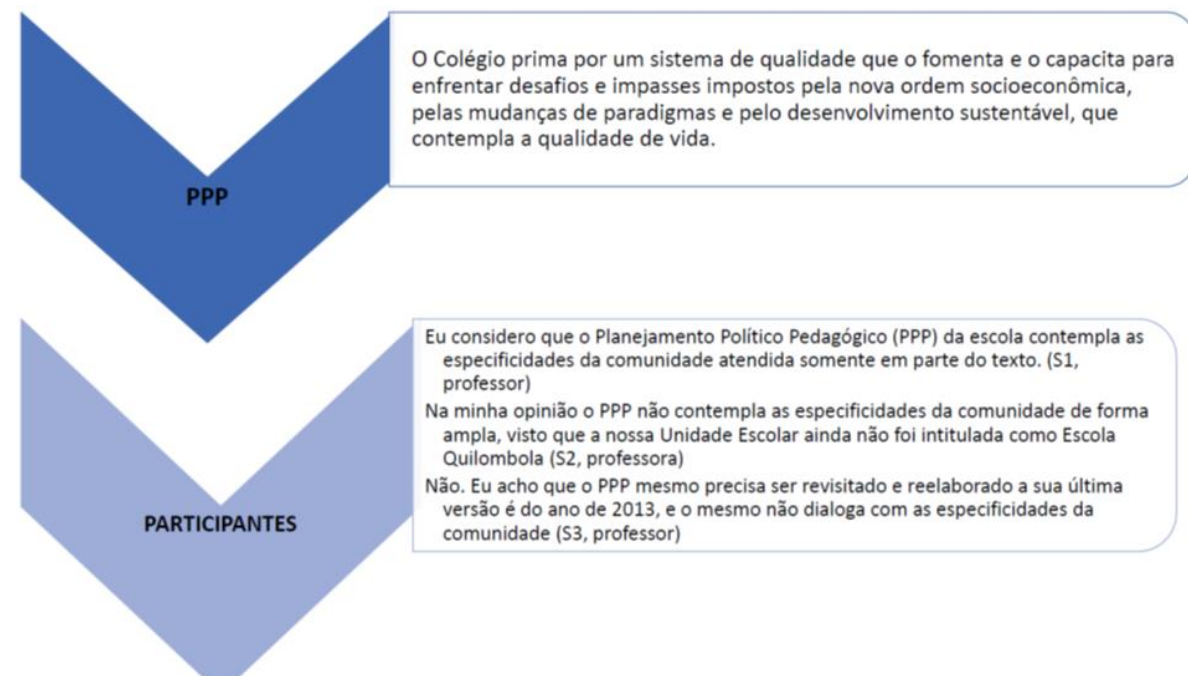 O Colégio prima por um sistema de qualidade que o fomenta e o capacita para
enfrentar desafios e impasses impostos pela nova ordem socioeconômica,
pelas mudanças de paradigmas e pelo desenvolvimento sustentável, que
contempla a qualidade de vida.
PPP
Eu considero que o Planejamento Político Pedagógico (PPP) da escola contempla as
especificidades da comunidade atendida somente em parte do texto. (S1,
professor)
Na minha opinião o PPP não contempla as especificidades da comunidade de forma
ampla, visto que a nossa Unidade Escolar ainda não foi intitulada como Escola
Quilombola (S2, professora)
Não. Eu acho que o PPP mesmo precisa ser revisitado e reelaborado a sua última
versão é do ano de 2013, e o mesmo não dialoga com as especificidades da
comunidade (S3, professor)
PARTICIPANTES